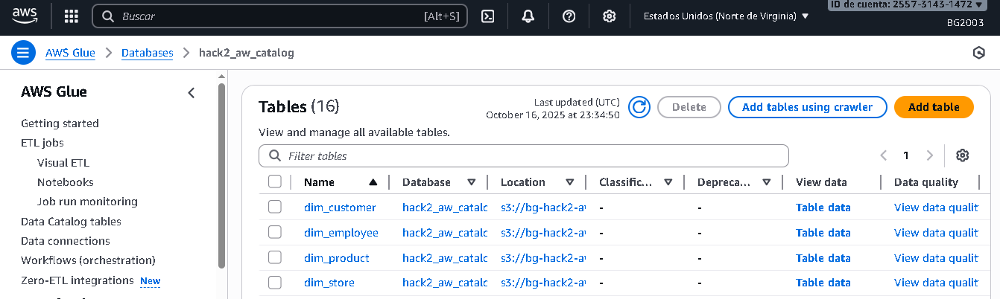 aws
Buscar [Alt+S] Estados Unidos (Norte de Virginia) ▼
ID de cuenta: 2557-3143-1472 ▼
BG2003
AWS Glue > Databases > hack2_aw_catalog
AWS Glue
Getting started
ETL jobs
Visual ETL
Notebooks
Job run monitoring
Data Catalog tables
Data connections
Workflows (orchestration)
Zero-ETL integrations New
Tables (16)
Last updated (UTC)
October 16, 2025 at 23:34:50
Delete
Add tables using crawler
Add table
View and manage all available tables.
Filter tables
1
Name Database Location Classific... Depreca... View data Data quality
dim_customer hack2_aw_catalo s3://bg-hack2-a - - Table data View data qualit
dim_employee hack2_aw_catalo s3://bg-hack2-a - - Table data View data qualit
dim_product hack2_aw_catalo s3://bg-hack2-a - - Table data View data qualit
dim_store hack2_aw_catalo s3://bg-hack2-a - - Table data View data qualit